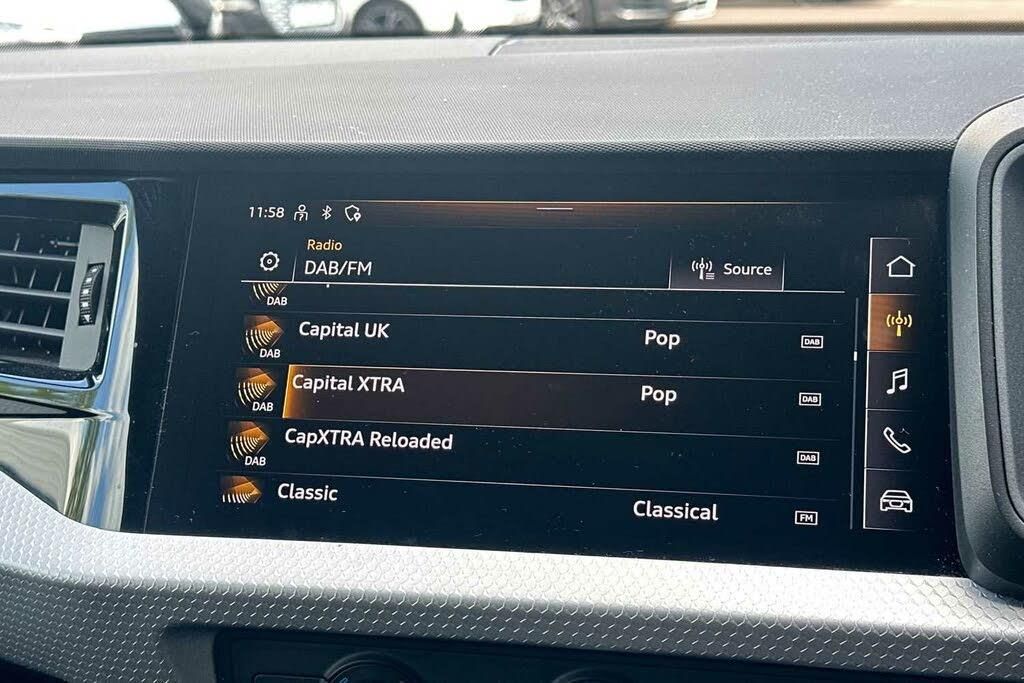 11:58
Radio
DAB/FM
Source
DAB
Capital UK
Pop
DAB
DAB
Capital XTRA
Pop
DAB
DAB
CapXTRA Reloaded
DAB
DAB
Classic
Classical
FM